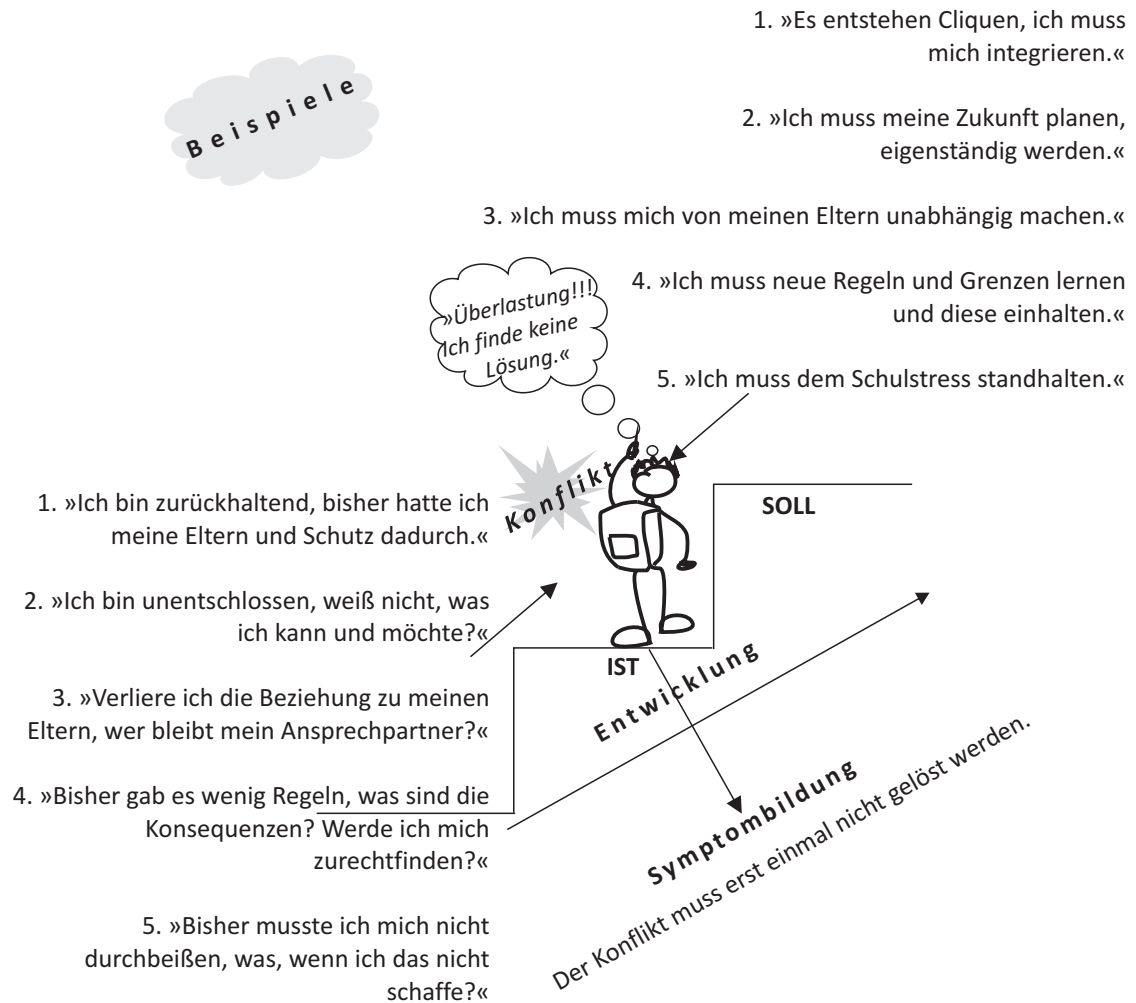 Beispiele
1. »Es entstehen Cliquen, ich muss
mich integrieren.«
2. »Ich muss meine Zukunft planen,
eigenständig werden.«
3. »Ich muss mich von meinen Eltern unabhängig machen.«
4. »Ich muss neue Regeln und Grenzen lernen
und diese einhalten.«
5. »Ich muss dem Schulstress standhalten.«
»Überlastung!!!
Ich finde keine
Lösung.«
Konflikt
SOLL
IST
1. »Ich bin zurückhaltend, bisher hatte ich
meine Eltern und Schutz dadurch.«
2. »Ich bin unentschlossen, weiß nicht, was
ich kann und möchte?«
3. »Verliere ich die Beziehung zu meinen
Eltern, wer bleibt mein Ansprechpartner?«
4. »Bisher gab es wenig Regeln, was sind die
Konsequenzen? Werde ich mich
zurechtfinden?«
5. »Bisher musste ich mich nicht
durchbeißen, was, wenn ich das nicht
schaffe?«
Entwicklung
Symptombildung
Der Konflikt muss erst einmal nicht gelöst werden.